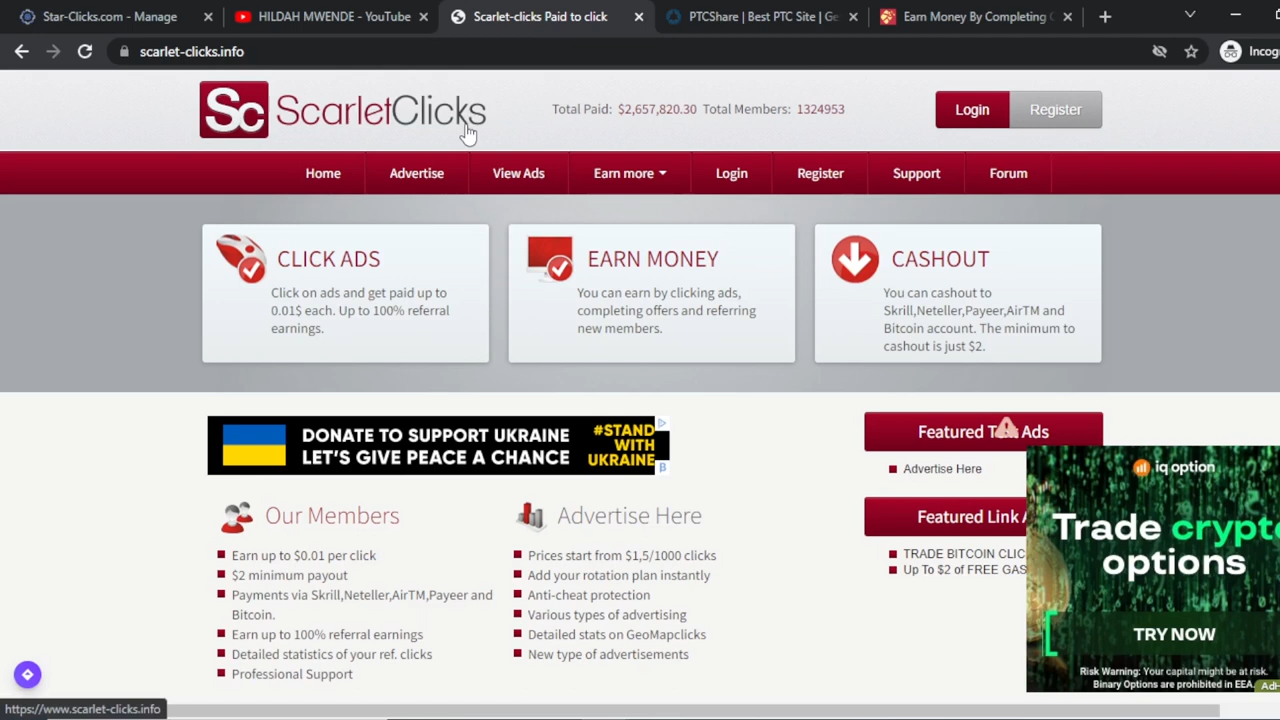 Star-Clicks.com - Manage
HILDAH MWENDE - YouTube
Scarlet-clicks Paid to click
PTCShare | Best PTC Site | Ge
Earn Money By Completing
scarlet-clicks.info
Incog
Sc ScarletClicks
Total Paid: $2,657,820.30 Total Members: 1324953
Login Register
Home Advertise View Ads Earn more Login Register Support Forum
CLICK ADS
Click on ads and get paid up to
0.01$ each. Up to 100% referral
earnings.
EARN MONEY
You can earn by clicking ads,
completing offers and referring
new members.
CASHOUT
You can cashout to
Skrill,Neteller,Payeer,AirTM and
Bitcoin account. The minimum to
cashout is just $2.
DONATE TO SUPPORT UKRAINE
LET'S GIVE PEACE A CHANCE
#STAND
WITH
UKRAINE
Our Members
Earn up to $0.01 per click
$2 minimum payout
Payments via Skrill,Neteller,AirTM,Payeer and
Bitcoin.
Earn up to 100% referral earnings
Detailed statistics of your ref. clicks
Professional Support
Advertise Here
Prices start from $1,5/1000 clicks
Add your rotation plan instantly
Anti-cheat protection
Various types of advertising
Detailed stats on GeoMapclicks
New type of advertisements
Featured Ads
Advertise Here
Featured Link
TRADE BITCOIN CLIC
Up To $2 of FREE GAS
iq option
Trade crypto
options
TRY NOW
Risk Warning: Your capital might be at risk.
Binary Options are prohibited in EEA.
Ad
https://www.scarlet-clicks.info